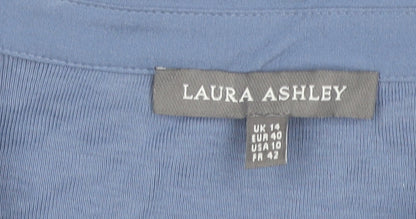 LAURA ASHLEY
UK 14
EUR 40
USA 10
FR 42